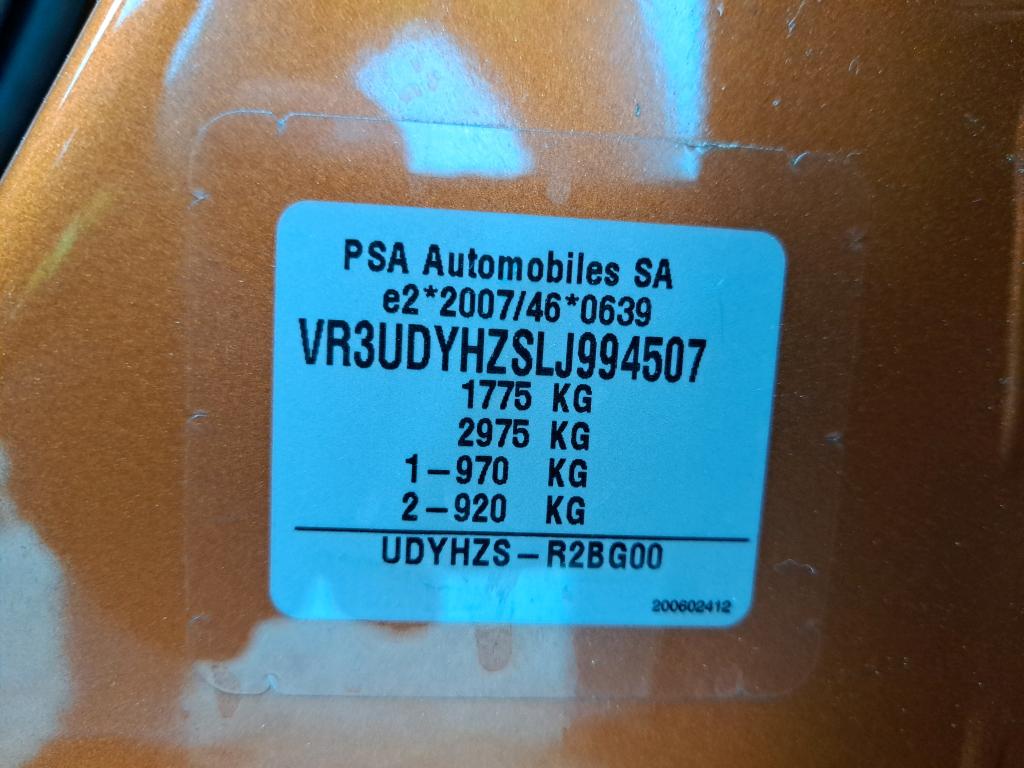 PSA Automobiles SA
e2*2007/46*0639
VR3UDYHZSLJ994507
1775 KG
2975 KG
1-970 KG
2-920 KG
UDYHZS-R2BG00
200602412